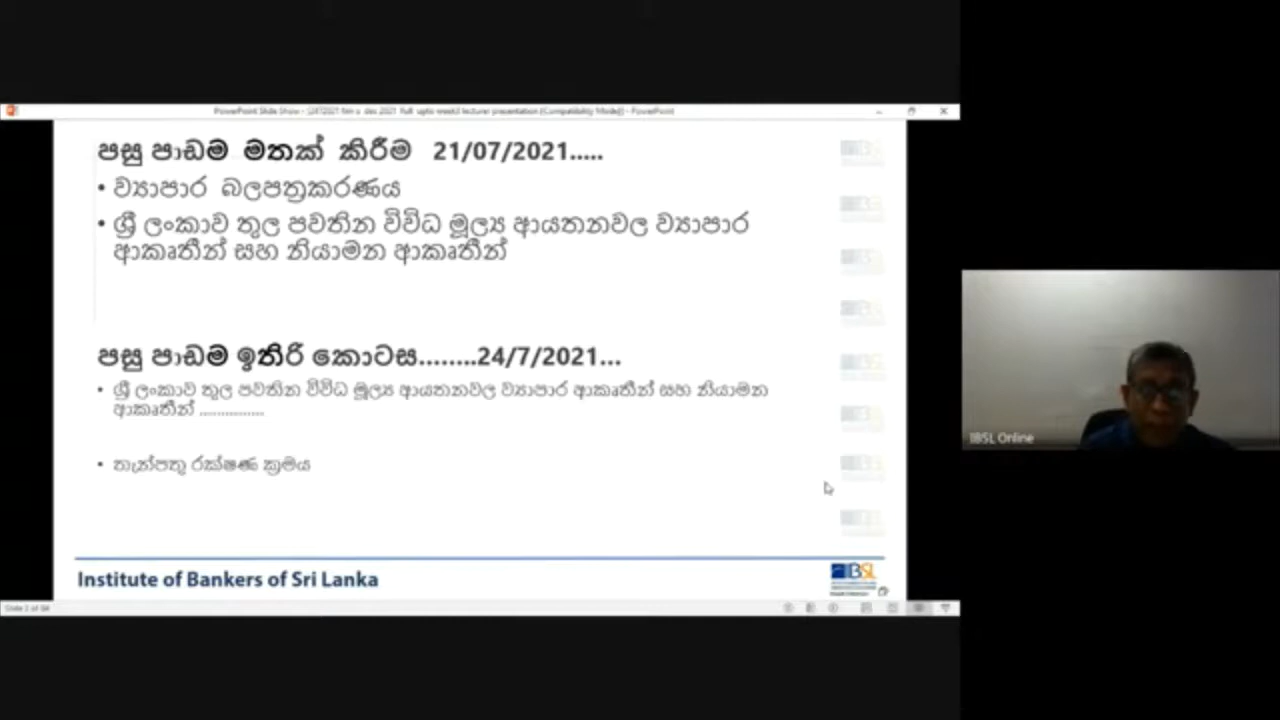 පසු පාඩම මතක් කිරීම 21/07/2021.....
• ව්‍යාපාර බලපත්‍රකරණය
• ශ්‍රී ලංකාව තුල පවතින විවිධ මූල්‍ය ආයතනවල ව්‍යාපාර
ආකෘතීන් සහ නියාමන ආකෘතීන්
පසු පාඩම ඉතිරි කොටස........24/7/2021...
• ශ්‍රී ලංකාව තුල පවතින විවිධ මූල්‍ය ආයතනවල ව්‍යාපාර ආකෘතීන් සහ නියාමන
ආකෘතීන් ................
• තැන්පතු රක්ෂණ ක්‍රමය
Institute of Bankers of Sri Lanka
IBSL
IBSL Online